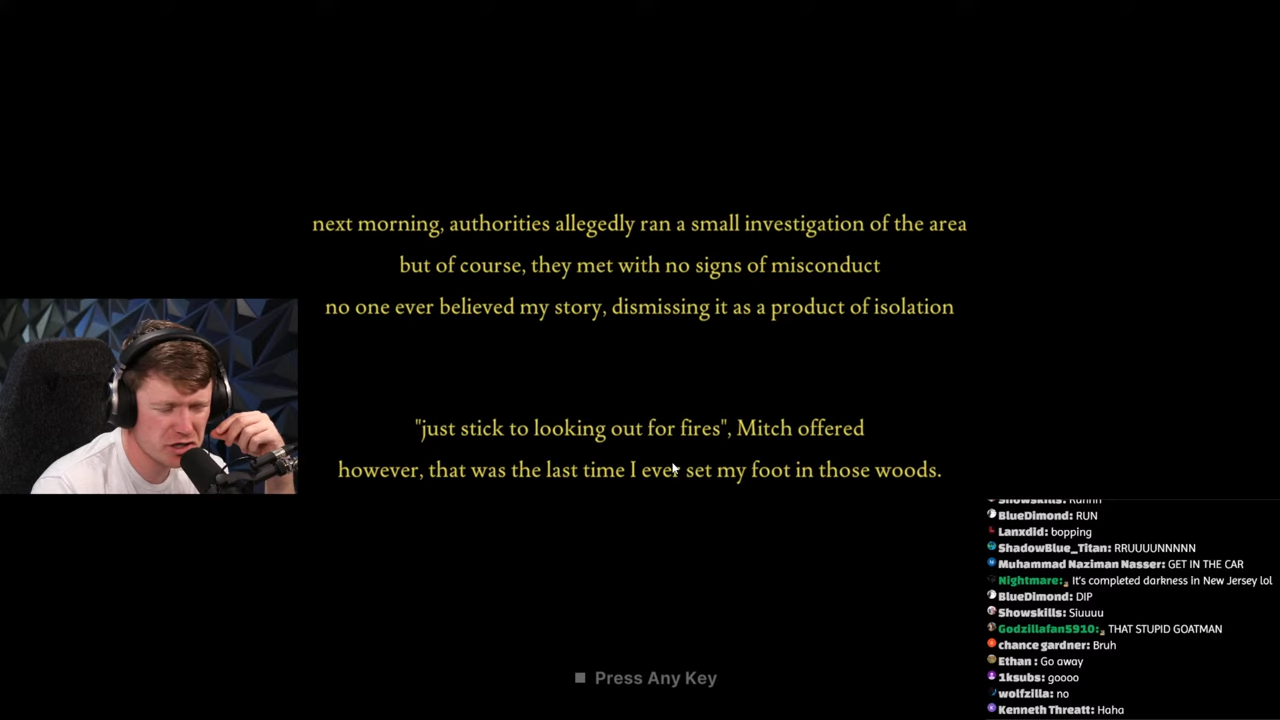 next morning, authorities allegedly ran a small investigation of the area
but of course, they met with no signs of misconduct
no one ever believed my story, dismissing it as a product of isolation
"just stick to looking out for fires", Mitch offered
however, that was the last time I ever set my foot in those woods.
Showskills: Runnn
BlueDimond: RUN
Lanxdid: bopping
ShadowBlue_Titan: RRUUUUNNNNN
Muhammad Naziman Nasser: GET IN THE CAR
Nightmare: It's completed darkness in New Jersey lol
BlueDimond: DIP
Showskills: Siuuuu
Godzillafan5910: THAT STUPID GOATMAN
chance gardner: Bruh
Ethan : Go away
1ksubs: goooo
wolfzilla: no
Kenneth Threatt: Haha
Press Any Key